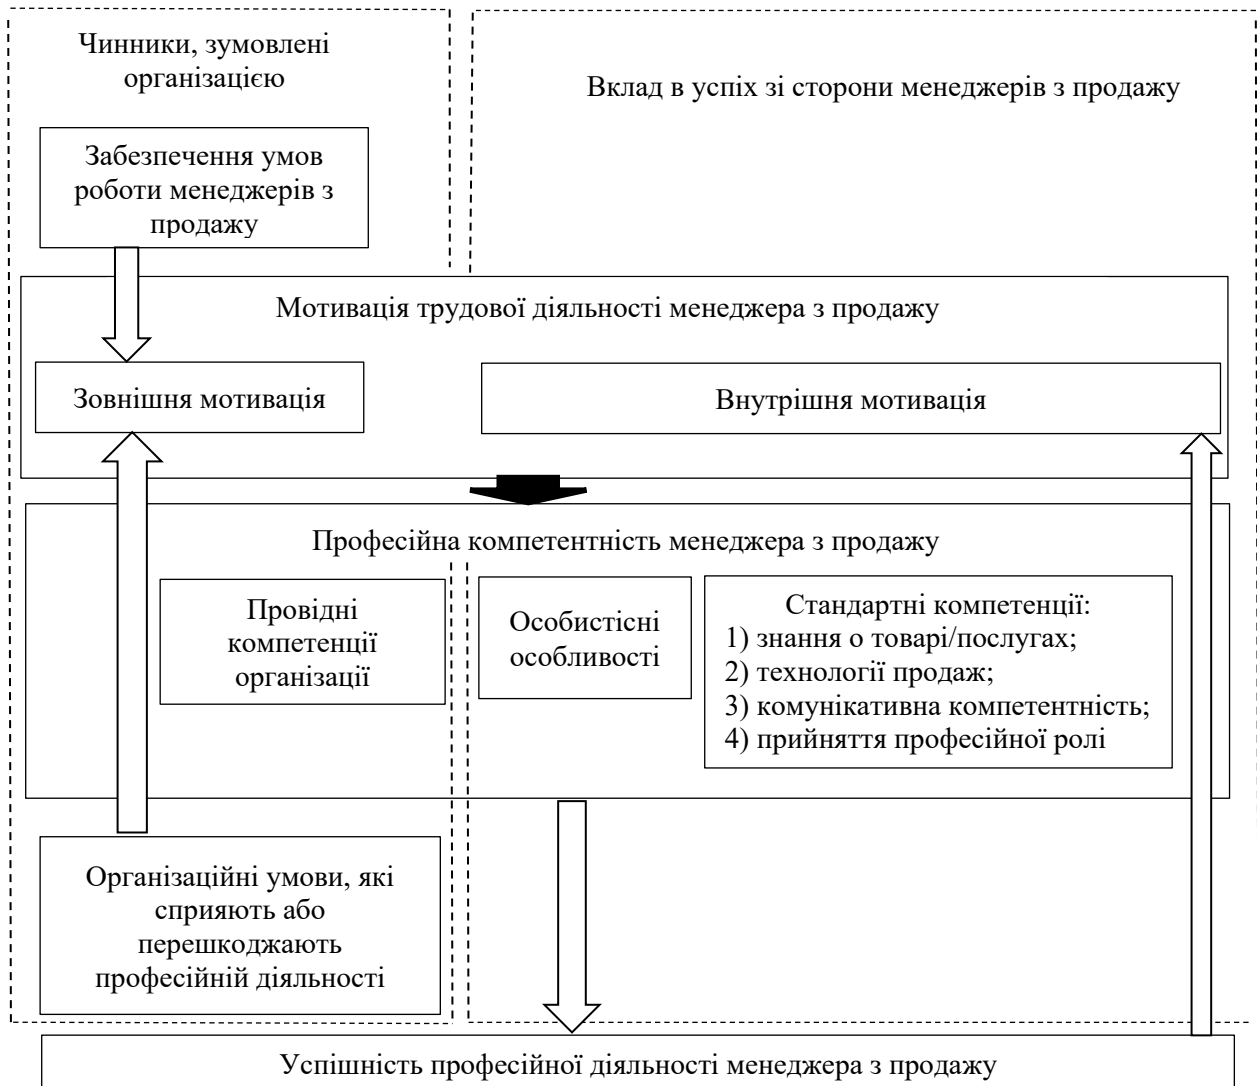 Чинники, зумовлені
організацією
Вклад в успіх зі сторони менеджерів з продажу
Забезпечення умов
роботи менеджерів з
продажу
Мотивація трудової діяльності менеджера з продажу
Зовнішня мотивація
Внутрішня мотивація
Професійна компетентність менеджера з продажу
Провідні
компетенції
організації
Особистісні
особливості
Стандартні компетенції:
1) знання о товарі/послугах;
2) технології продаж;
3) комунікативна компетентність;
4) прийняття професійної ролі
Організаційні умови, які
сприяють або
перешкоджають
професійній діяльності
Успішність професійної діяльності менеджера з продажу